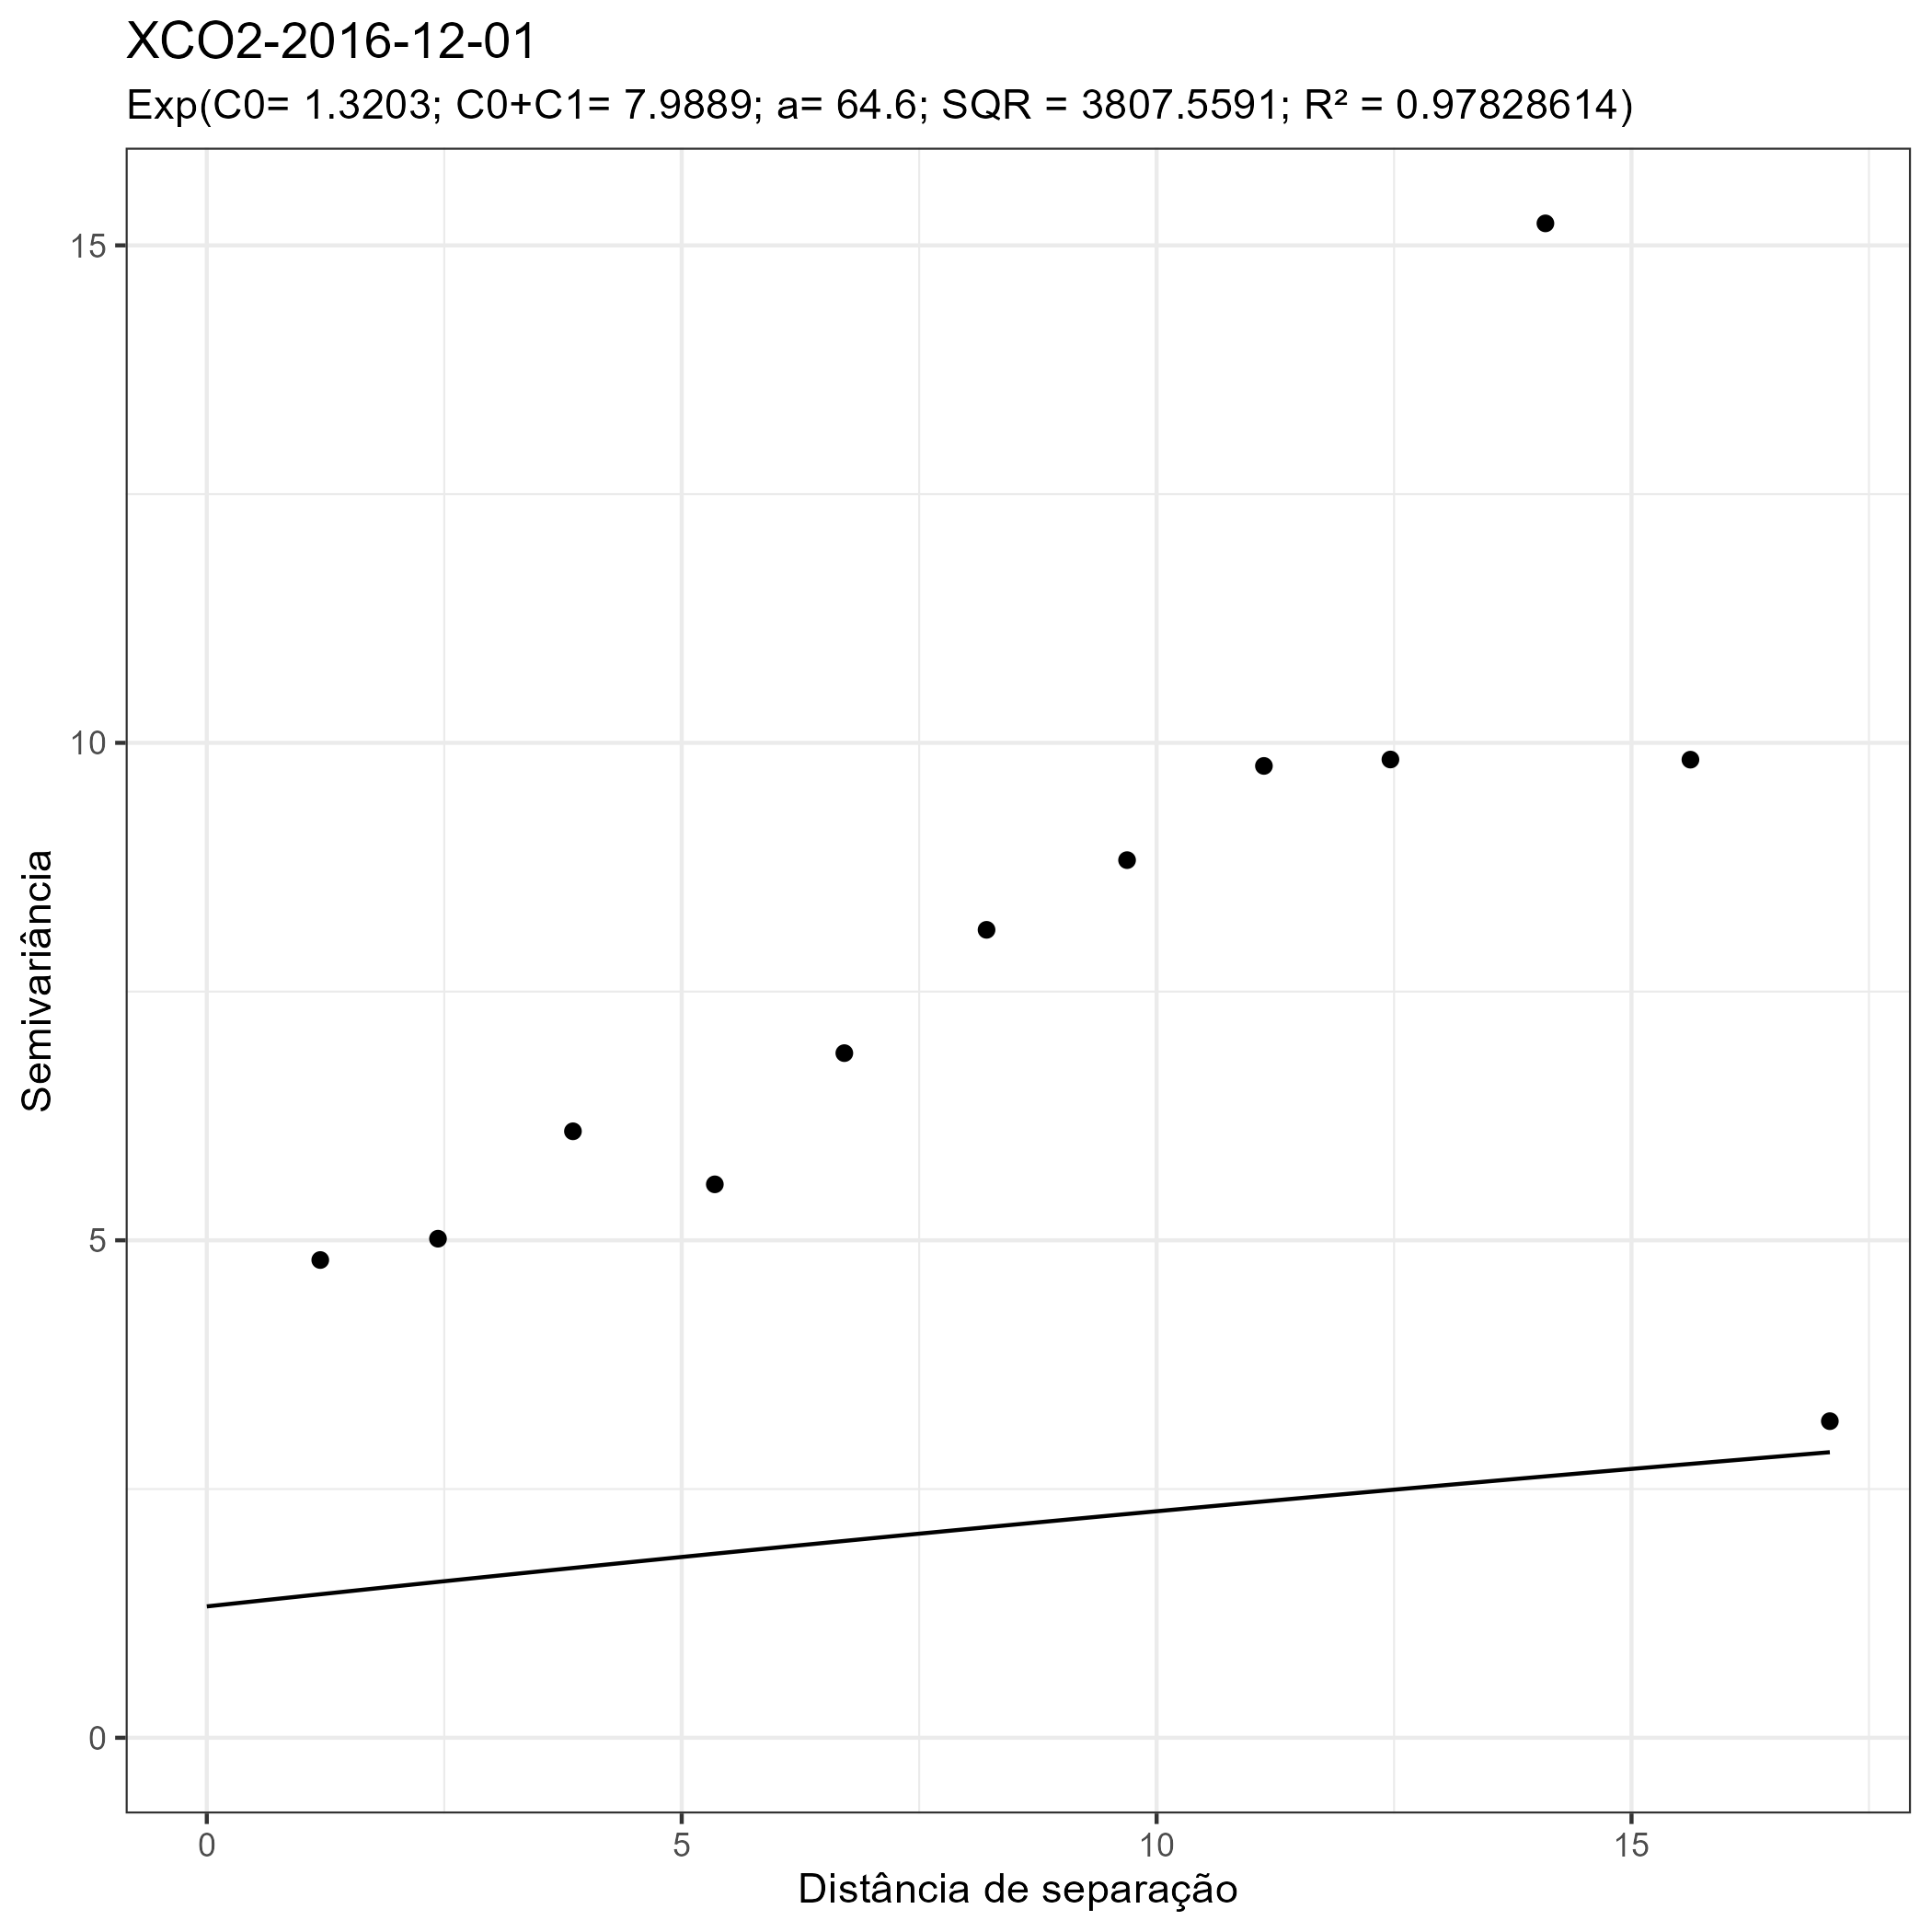 XCO2-2016-12-01
Exp(C0= 1.3203; C0+C1= 7.9889; a= 64.6; SQR = 3807.5591; R² = 0.97828614)
15
10
5
0
Semivariância
0 5 10 15
Distância de separação